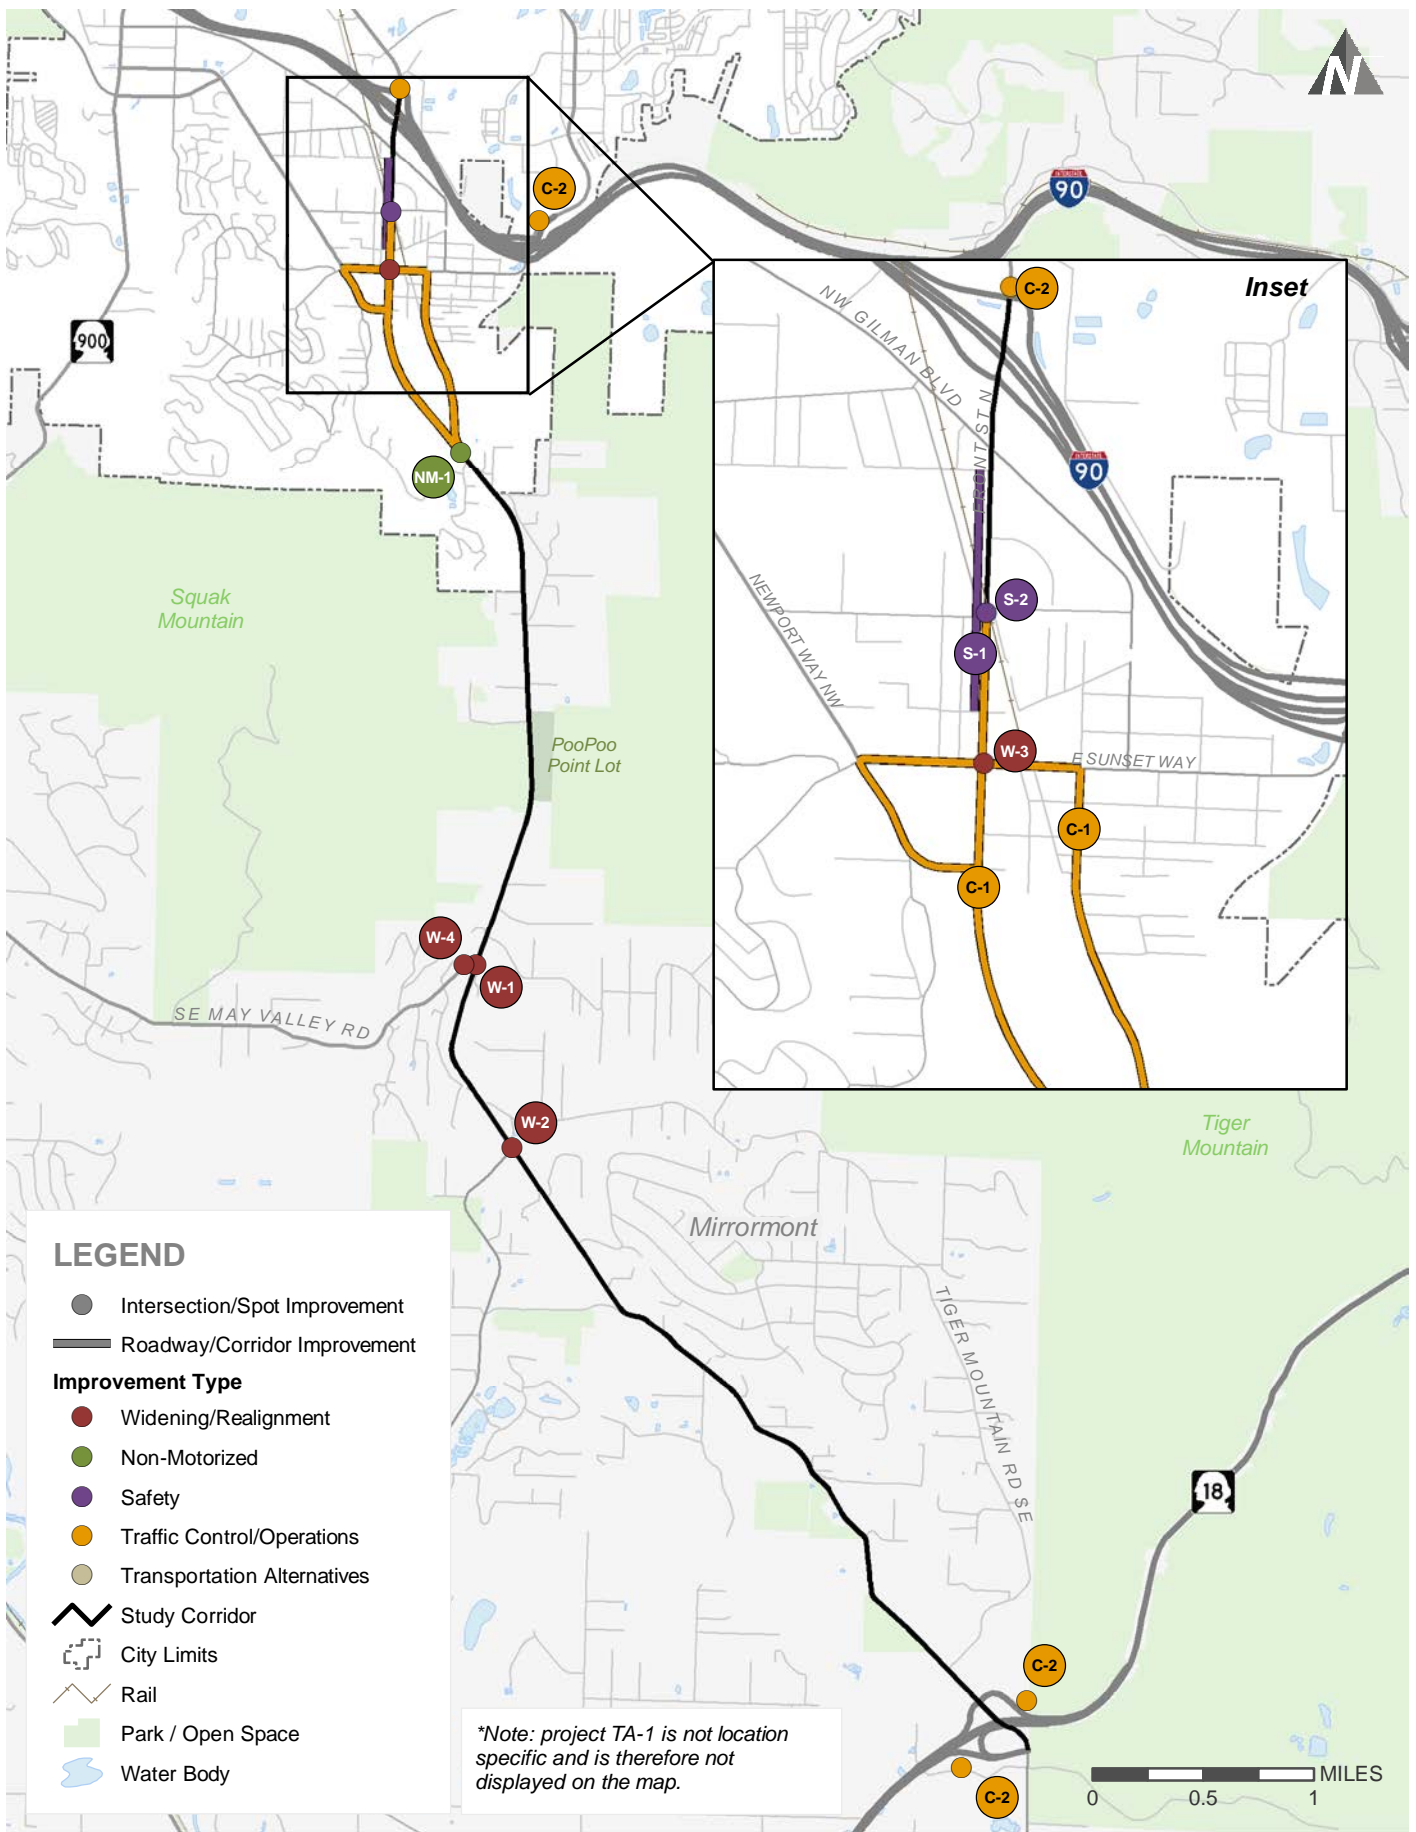 N
C-2
INTERSTATE
90
Inset
C-2
NW GILMAN BLVD
900
FRONT ST N
INTERSTATE
90
NM-1
NEWPORT WAY NW
Squak
Mountain
S-2
S-1
PooPoo
Point Lot
W-3
E SUNSET WAY
C-1
C-1
W-4
W-1
SE MAY VALLEY RD
W-2
Tiger
Mountain
Mirrormont
TIGER MOUNTAIN RD SE
18
LEGEND
Intersection/Spot Improvement
Roadway/Corridor Improvement
Improvement Type
Widening/Realignment
Non-Motorized
Safety
Traffic Control/Operations
Transportation Alternatives
Study Corridor
City Limits
Rail
Park / Open Space
Water Body
*Note: project TA-1 is not location
specific and is therefore not
displayed on the map.
C-2
C-2
MILES
0 0.5 1